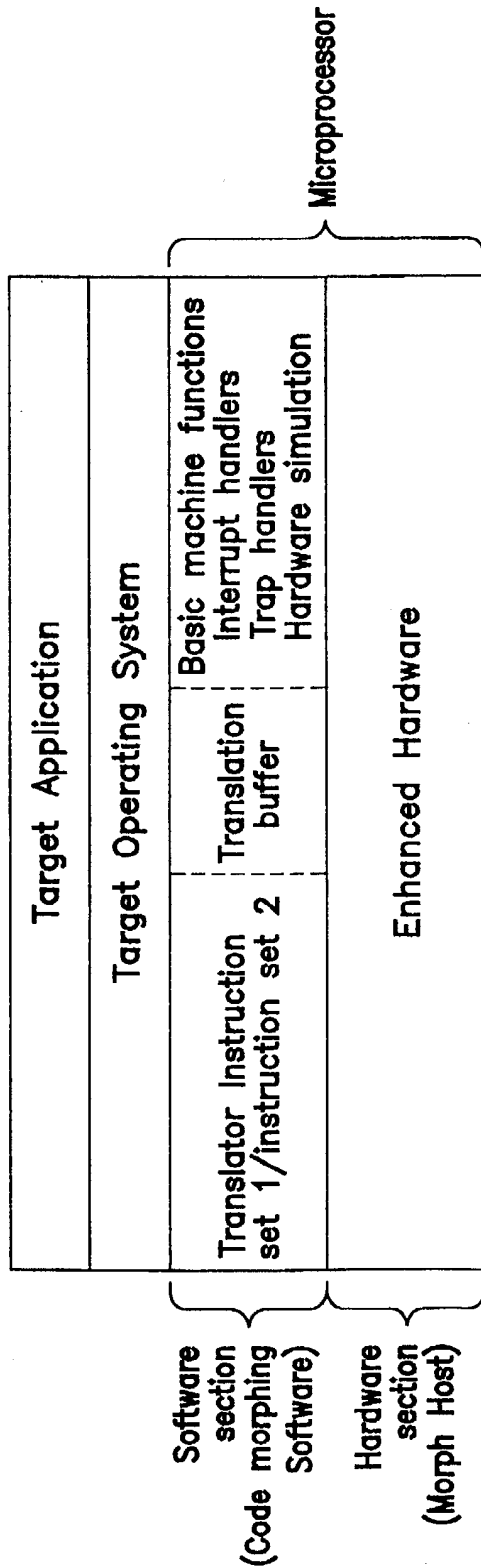 Target Application
Target Operating System
Software
section
(Code morphing
Software)
Translator Instruction
set 1/instruction set 2
Translation
buffer
Basic machine functions
Interrupt handlers
Trap handlers
Hardware simulation
Microprocessor
Hardware
section
(Morph Host)
Enhanced Hardware